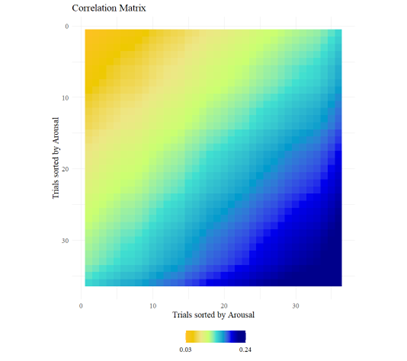 Correlation Matrix
0
10
20
30
Trials sorted by Arousal
0 10 20 30
Trials sorted by Arousal
0.03 0.24